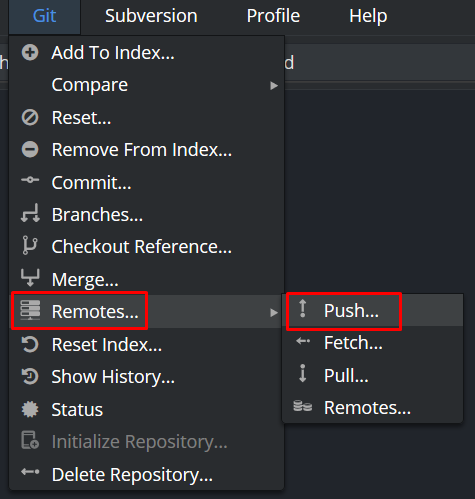 Git Subversion Profile Help
h d
Add To Index...
Compare
Reset...
Remove From Index...
Commit...
Branches...
Checkout Reference...
Merge...
Remotes...
Push...
Reset Index...
Fetch...
Show History...
Pull...
Status
Remotes...
Initialize Repository...
Delete Repository...